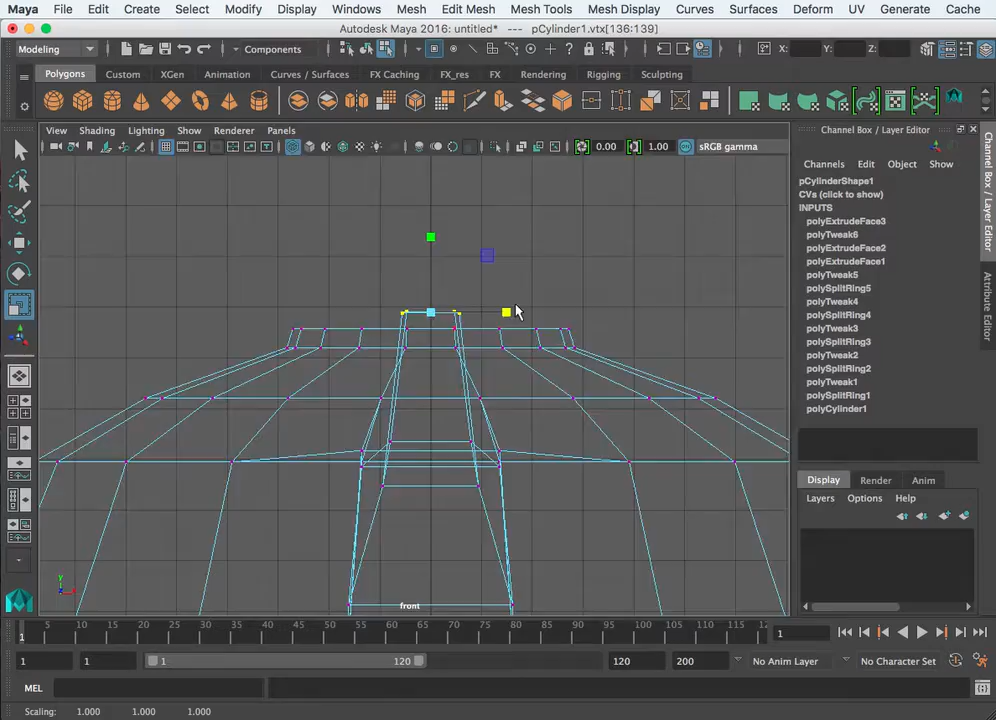 Maya File Edit Create Select Modify Display Windows Mesh Edit Mesh Mesh Tools Mesh Display Curves Surfaces Deform UV Generate Cache
Autodesk Maya 2016: untitled* --- pCylinder1.vtx[136:139]
Modeling Components X: Y: Z:
Polygons Custom XGen Animation Curves / Surfaces FX Caching FX_res FX Rendering Rigging Sculpting
Channel Box / Layer Editor
View Shading Lighting Show Renderer Panels
0.00 1.00 sRGB gamma
Channels Edit Object Show
pCylinderShape1
CVs (click to show)
INPUTS
polyExtrudeFace3
polyTweak6
polyExtrudeFace2
polyExtrudeFace1
polyTweak5
polySplitRing5
polyTweak4
polySplitRing4
polyTweak3
polySplitRing3
polyTweak2
polySplitRing2
polyTweak1
polySplitRing1
polyCylinder1
Channel Box / Layer Editor
Attribute Editor
Display Render Anim
Layers Options Help
y
x
front
5 10 15 20 25 30 35 40 45 50 55 60 65 70 75 80 85 90 95 100 105 110 115 12
1
1
1 1 1 120 120 200 No Anim Layer No Character Set
MEL
Scaling: 1.000 1.000 1.000